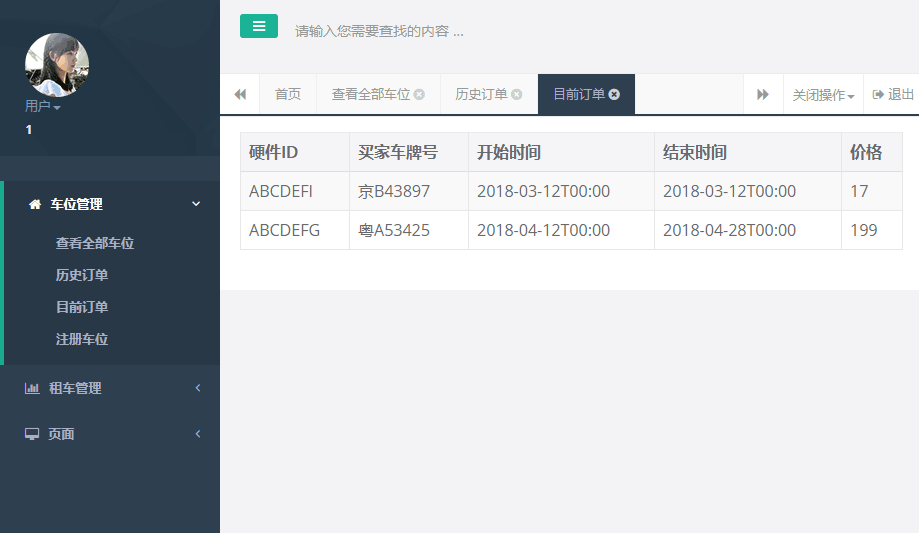 用户
1
车位管理
查看全部车位
历史订单
目前订单
注册车位
租车管理
页面
请输入您需要查找的内容 ...
首页 查看全部车位 历史订单 目前订单 关闭操作 退出
硬件ID 买家车牌号 开始时间 结束时间 价格
ABCDEFI 京B43897 2018-03-12T00:00 2018-03-12T00:00 17
ABCDEFG 粤A53425 2018-04-12T00:00 2018-04-28T00:00 199